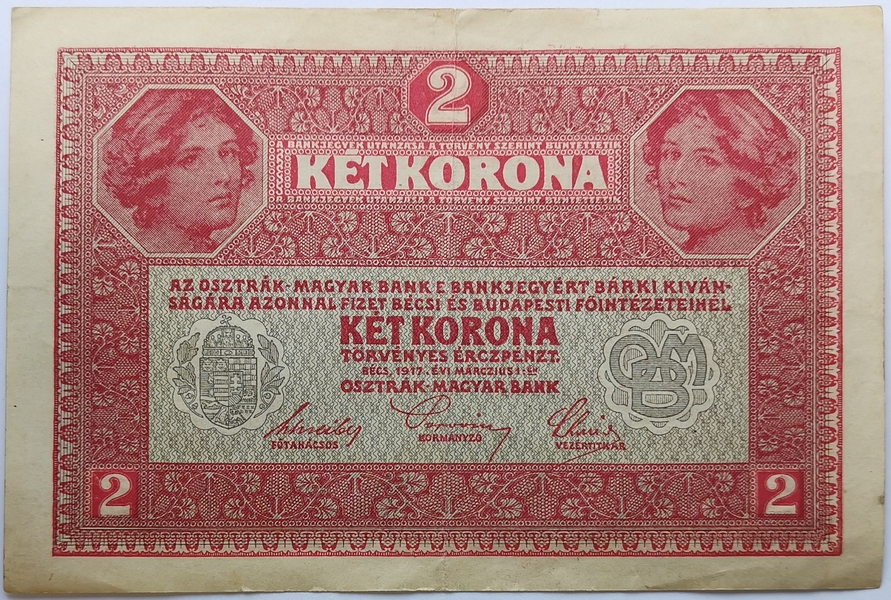 2
A BANKJEGYEK UTÁNZÁSA A TÖRVÉNY SZERINT BÜNTETTETIK
KÉT KORONA
A BANKJEGYEK UTÁNZÁSA A TÖRVÉNY SZERINT BÜNTETTETIK
AZ OSZTRÁK-MAGYAR BANK E BANKJEGYÉRT BÁRKI KIVÁN-
SÁGÁRA AZONNAL FIZET BÉCSI ÉS BUDAPESTI FŐINTÉZETEINÉL
KÉT KORONA
TÖRVÉNYES ÉRCZPÉNZT.
BÉCS, 1917. ÉVI MÁRCZIUS 1-ÉN
OSZTRÁK-MAGYAR BANK
FŐTANÁCSOS
KORMÁNYZÓ
VEZÉRTITKÁR
2
2